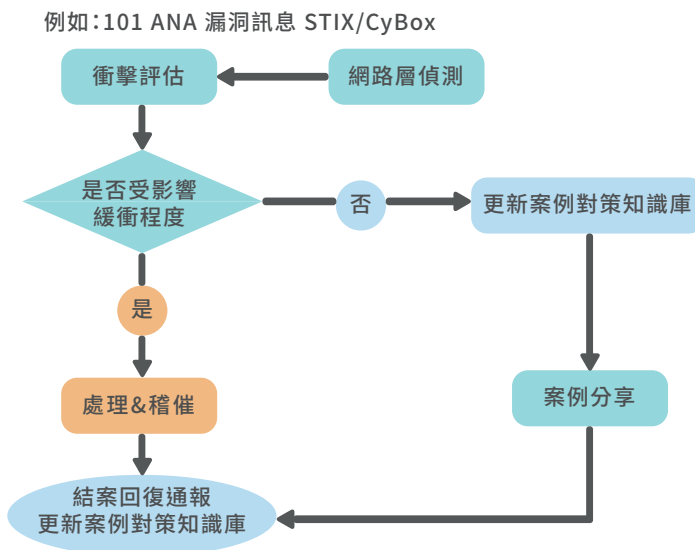 例如:101 ANA 漏洞訊息 STIX/CyBox
衝擊評估
網路層偵測
是否受影響
緩衝程度
否
更新案例對策知識庫
是
處理&稽催
案例分享
結案回復通報
更新案例對策知識庫